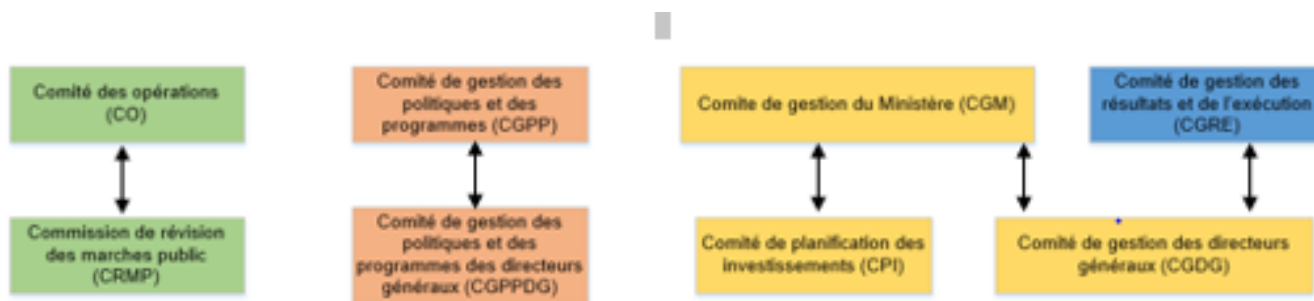 Comité des opérations
(CO)
Comité de gestion des
politiques et des
programmes (CGPP)
Comite de gestion du Ministère (CGM)
Comité de gestion des
résultats et de l'exécution
(CGRE)
Commission de révision
des marches public
(CRMP)
Comité de gestion des
politiques et des
programmes des directeurs
généraux (CGPPDG)
Comité de planification des
investissements (CPI)
Comité de gestion des directeurs
généraux (CGDG)